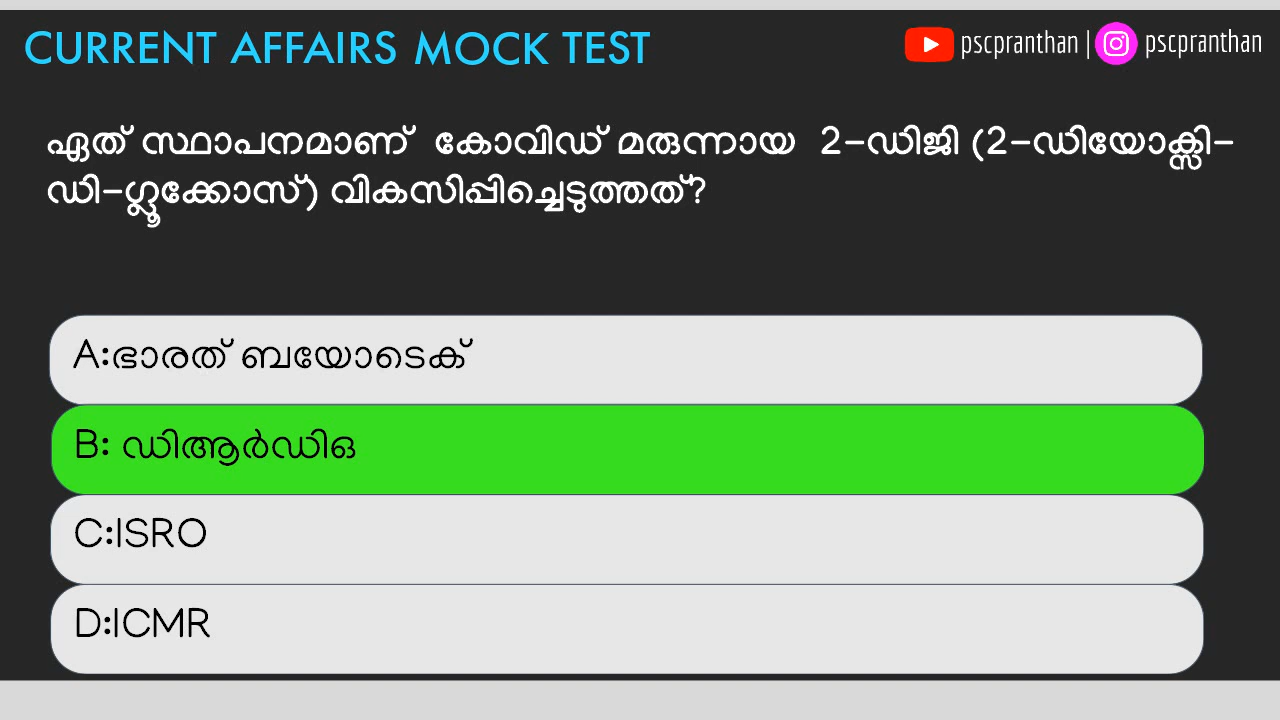 CURRENT AFFAIRS MOCK TEST
pscpranthan | pscpranthan
ഏത് സ്ഥാപനമാണ് കോവിഡ് മരുന്നായ 2-ഡിജി (2-ഡിയോക്സി-
ഡി-ഗ്ലൂക്കോസ്) വികസിപ്പിച്ചെടുത്തത്?
A:ഭാരത് ബയോടെക്
B: ഡിആർഡിഒ
C:ISRO
D:ICMR